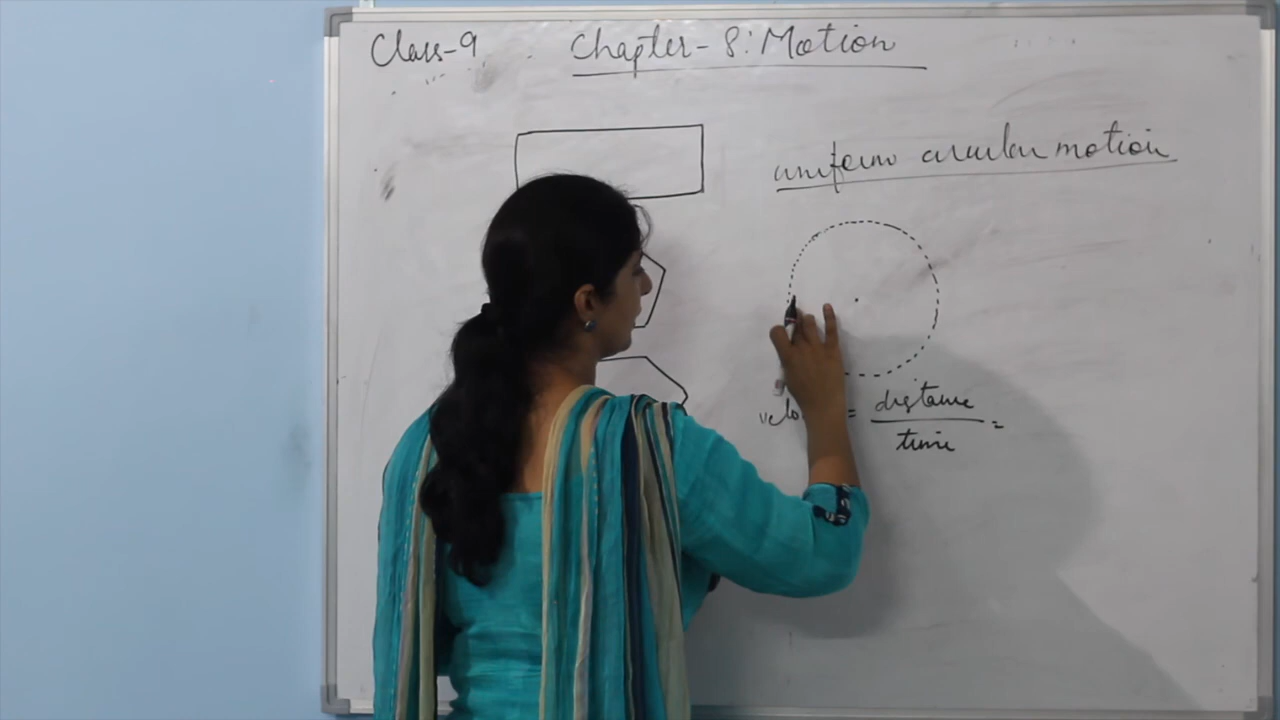 Class-9
Chapter-8: Motion
uniform circular motion
= distance =
time